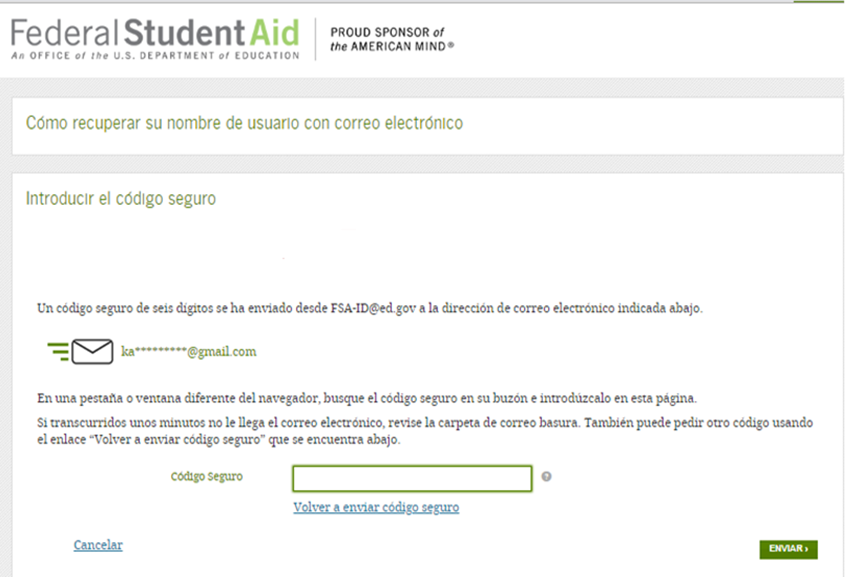 Federal Student Aid
An OFFICE of the U.S. DEPARTMENT of EDUCATION
PROUD SPONSOR of
the AMERICAN MIND®
Cómo recuperar su nombre de usuario con correo electrónico
Introducir el código seguro
Un código seguro de seis dígitos se ha enviado desde FSA-ID@ed.gov a la dirección de correo electrónico indicada abajo.
ka*********@gmail.com
En una pestaña o ventana diferente del navegador, busque el código seguro en su buzón e introdúzcalo en esta página.
Si transcurridos unos minutos no le llega el correo electrónico, revise la carpeta de correo basura. También puede pedir otro código usando
el enlace “Volver a enviar código seguro” que se encuentra abajo.
Código Seguro
?
Volver a enviar código seguro
Cancelar
ENVIAR ›